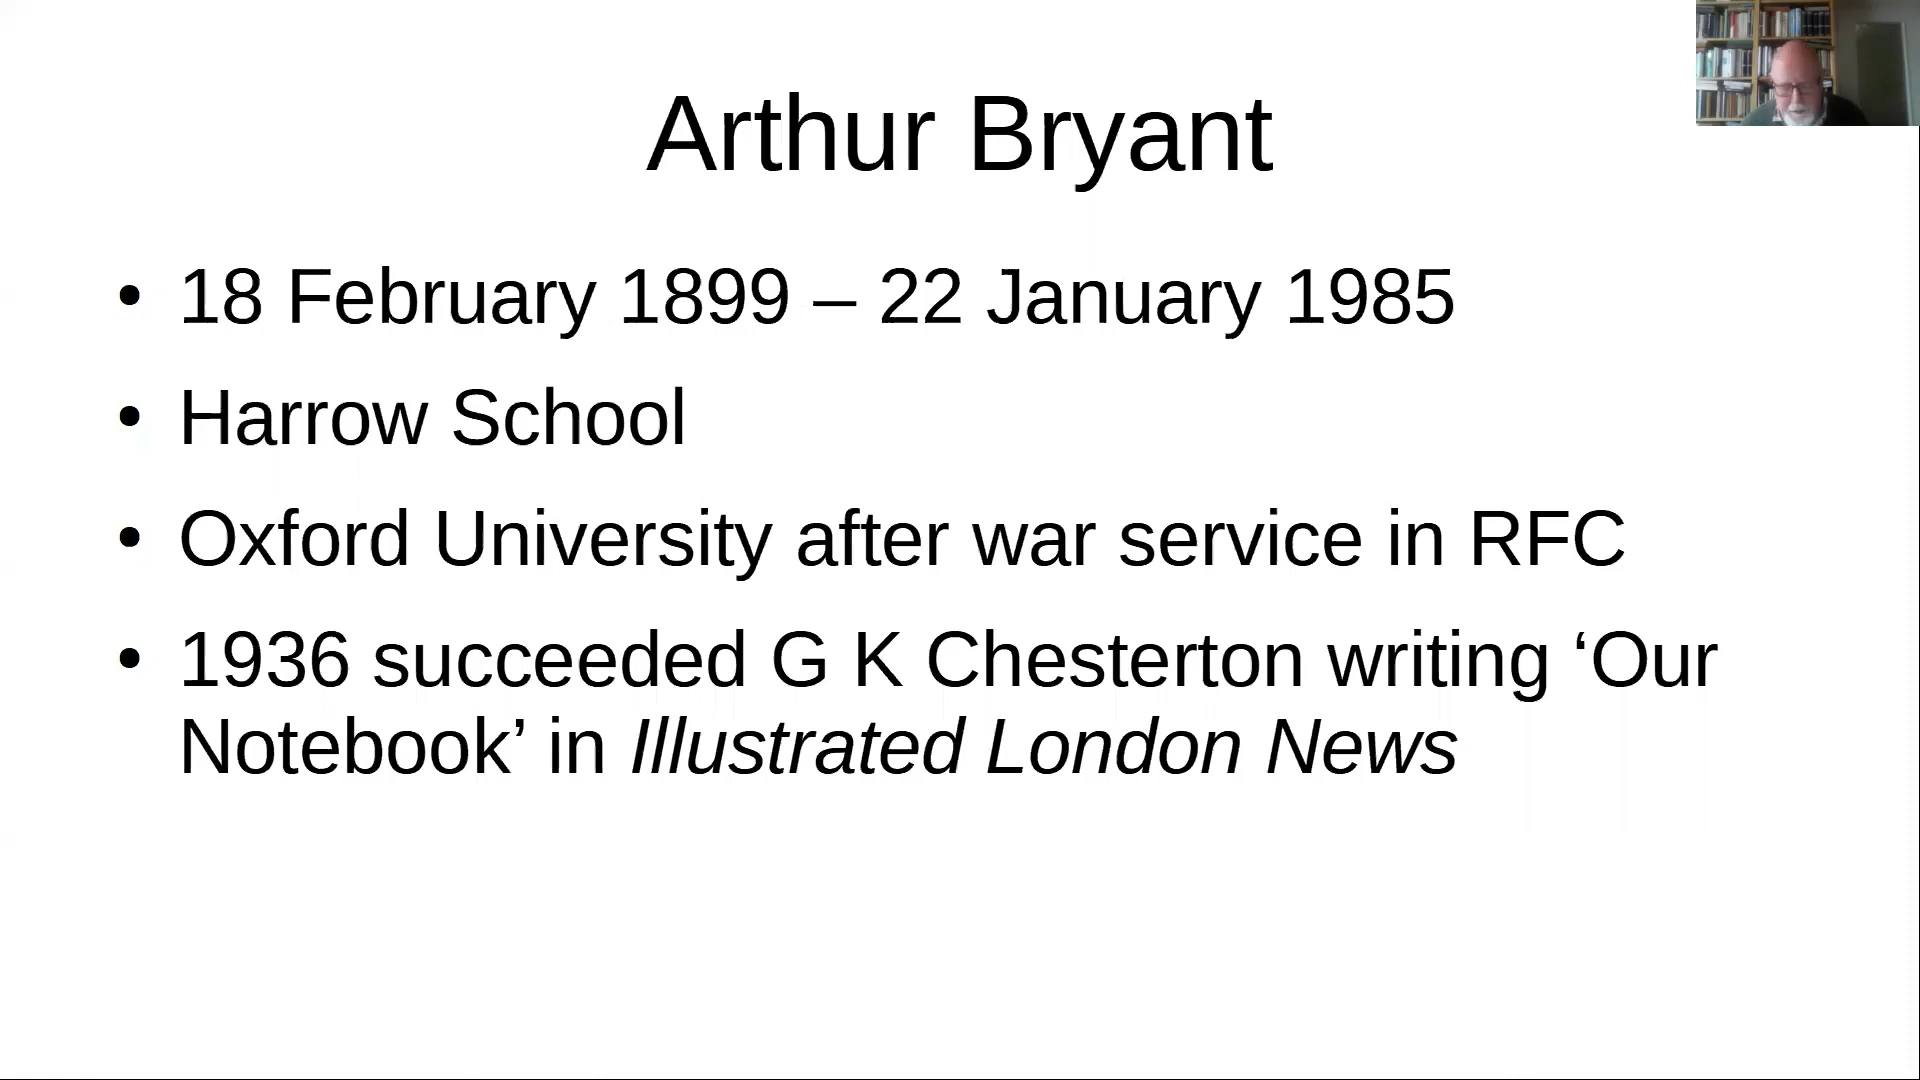 Arthur Bryant
• 18 February 1899 – 22 January 1985
• Harrow School
• Oxford University after war service in RFC
• 1936 succeeded G K Chesterton writing ‘Our
Notebook’ in Illustrated London News